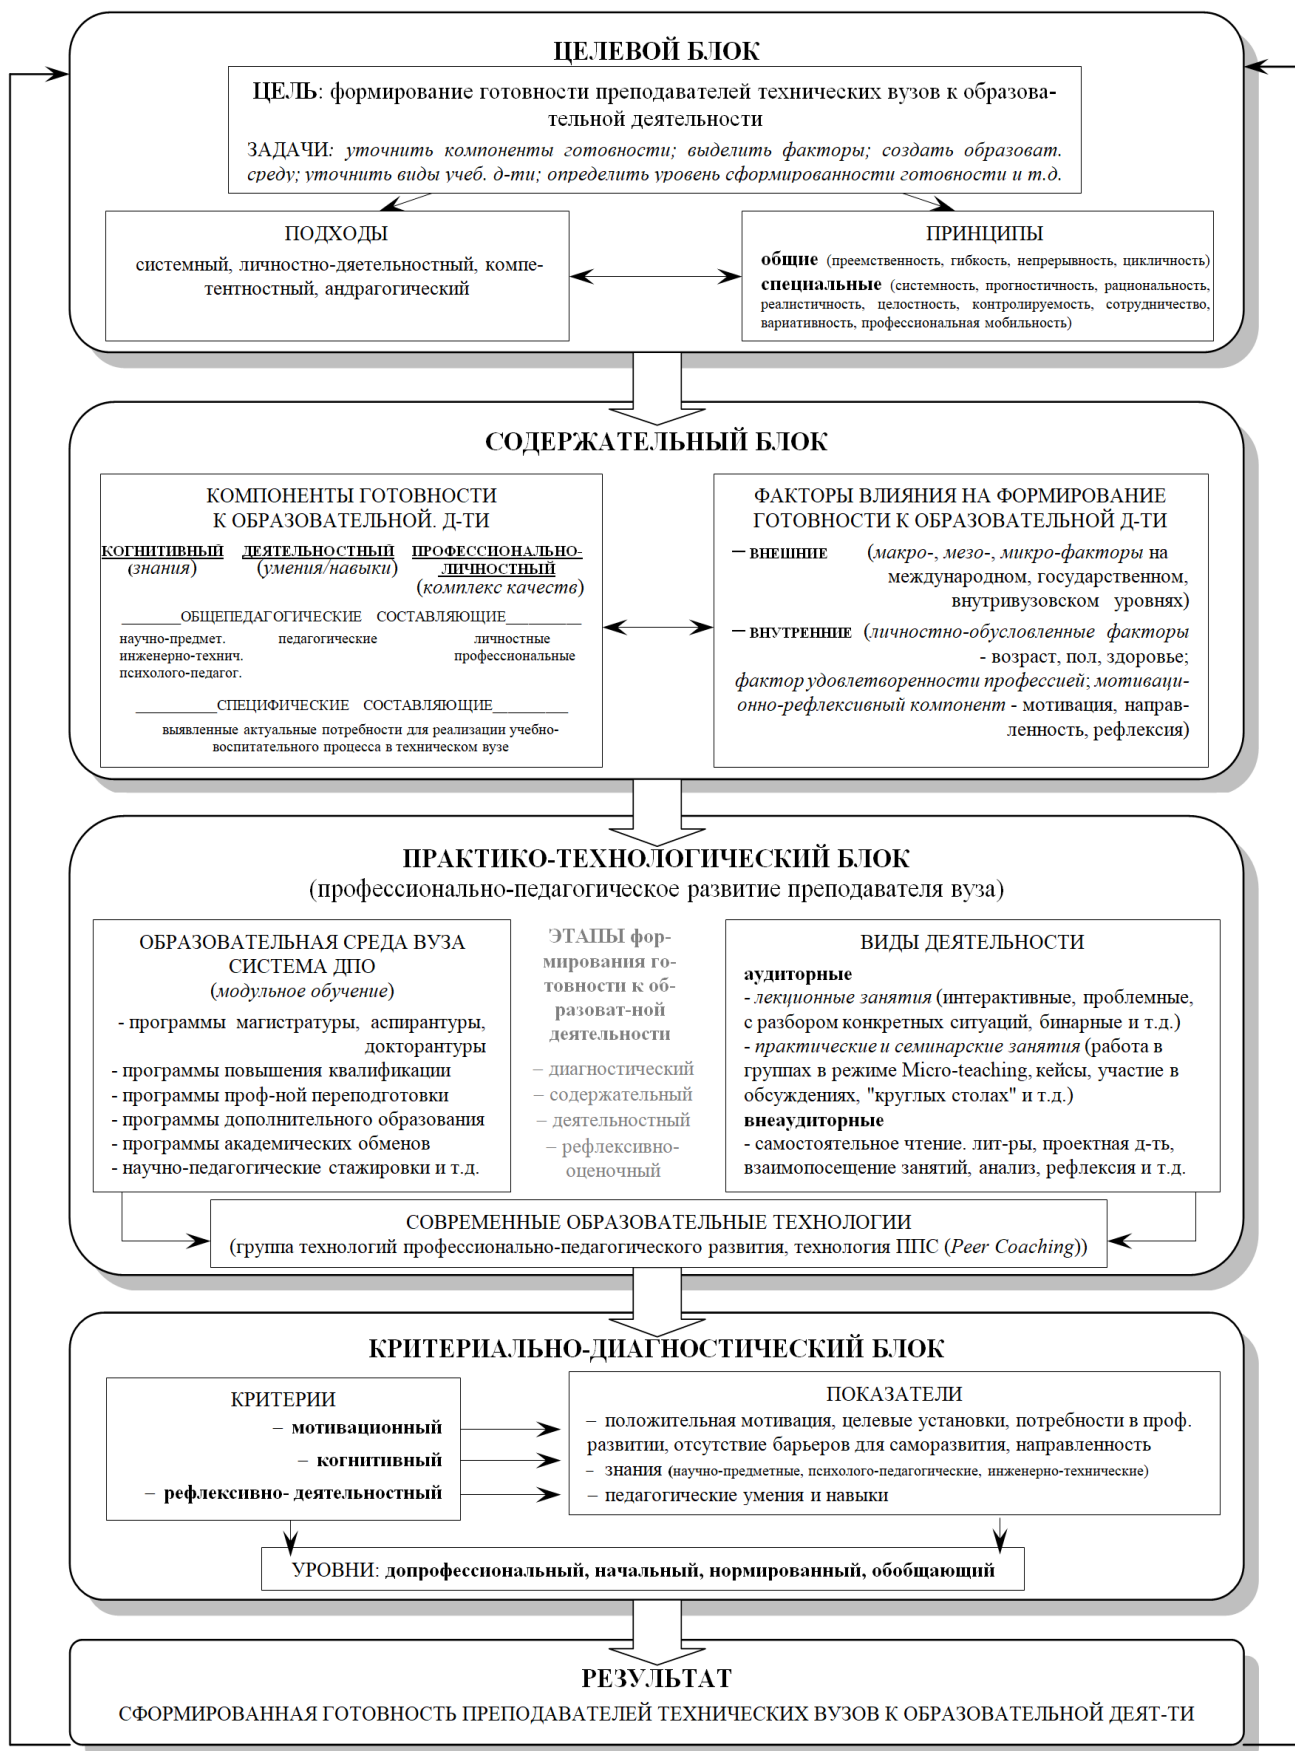 ЦЕЛЕВОЙ БЛОК
ЦЕЛЬ: формирование готовности преподавателей технических вузов к образова-
тельной деятельности
ЗАДАЧИ: уточнить компоненты готовности; выделить факторы; создать образоват.
среду; уточнить виды учеб. д-ти; определить уровень сформированности готовности и т.д.
ПОДХОДЫ
системный, личностно-дяетельностный, компе-
тентностный, андрагогический
ПРИНЦИПЫ
общие (преемственность, гибкость, непрерывность, цикличность)
специальные (системность, прогностичность, рациональность,
реалистичность, целостность, контролируемость, сотрудничество,
вариативность, профессиональная мобильность)
СОДЕРЖАТЕЛЬНЫЙ БЛОК
КОМПОНЕНТЫ ГОТОВНОСТИ
К ОБРАЗОВАТЕЛЬНОЙ. Д-ТИ
КОГНИТИВНЫЙ ДЕЯТЕЛЬНОСТНЫЙ ПРОФЕССИОНАЛЬНО-
(знания) (умения/навыки) ЛИЧНОСТНЫЙ
(комплекс качеств)
________ОБЩЕПЕДАГОГИЧЕСКИЕ СОСТАВЛЯЮЩИЕ__________
научно-предмет. педагогические личностные
инженерно-технич. профессиональные
психолого-педагог.
___________СПЕЦИФИЧЕСКИЕ СОСТАВЛЯЮЩИЕ__________
выявленные актуальные потребности для реализации учебно-
воспитательного процесса в техническом вузе
ФАКТОРЫ ВЛИЯНИЯ НА ФОРМИРОВАНИЕ
ГОТОВНОСТИ К ОБРАЗОВАТЕЛЬНОЙ Д-ТИ
– ВНЕШНИЕ (макро-, мезо-, микро-факторы на
международном, государственном,
внутривузовском уровнях)
– ВНУТРЕННИЕ (личностно-обусловленные факторы
- возраст, пол, здоровье;
фактор удовлетворенности профессией; мотиваци-
онно-рефлексивный компонент - мотивация, направ-
ленность, рефлексия)
ПРАКТИКО-ТЕХНОЛОГИЧЕСКИЙ БЛОК
(профессионально-педагогическое развитие преподавателя вуза)
ОБРАЗОВАТЕЛЬНАЯ СРЕДА ВУЗА
СИСТЕМА ДПО
(модульное обучение)
- программы магистратуры, аспирантуры,
докторантуры
- программы повышения квалификации
- программы проф-ной переподготовки
- программы дополнительного образования
- программы академических обменов
- научно-педагогические стажировки и т.д.
ЭТАПЫ фор-
мирования го-
товности к об-
разоват-ной
деятельности
– диагностический
– содержательный
– деятельностный
– рефлексивно-
оценочный
ВИДЫ ДЕЯТЕЛЬНОСТИ
аудиторные
- лекционные занятия (интерактивные, проблемные,
с разбором конкретных ситуаций, бинарные и т.д.)
- практические и семинарские занятия (работа в
группах в режиме Micro-teaching, кейсы, участие в
обсуждениях, "круглых столах" и т.д.)
внеаудиторные
- самостоятельное чтение. лит-ры, проектная д-ть,
взаимопосещение занятий, анализ, рефлексия и т.д.
СОВРЕМЕННЫЕ ОБРАЗОВАТЕЛЬНЫЕ ТЕХНОЛОГИИ
(группа технологий профессионально-педагогического развития, технология ППС (Peer Coaching))
КРИТЕРИАЛЬНО-ДИАГНОСТИЧЕСКИЙ БЛОК
КРИТЕРИИ
– мотивационный
– когнитивный
– рефлексивно- деятельностный
ПОКАЗАТЕЛИ
– положительная мотивация, целевые установки, потребности в проф.
развитии, отсутствие барьеров для саморазвития, направленность
– знания (научно-предметные, психолого-педагогические, инженерно-технические)
– педагогические умения и навыки
УРОВНИ: допрофессиональный, начальный, нормированный, обобщающий
РЕЗУЛЬТАТ
СФОРМИРОВАННАЯ ГОТОВНОСТЬ ПРЕПОДАВАТЕЛЕЙ ТЕХНИЧЕСКИХ ВУЗОВ К ОБРАЗОВАТЕЛЬНОЙ ДЕЯТ-ТИ